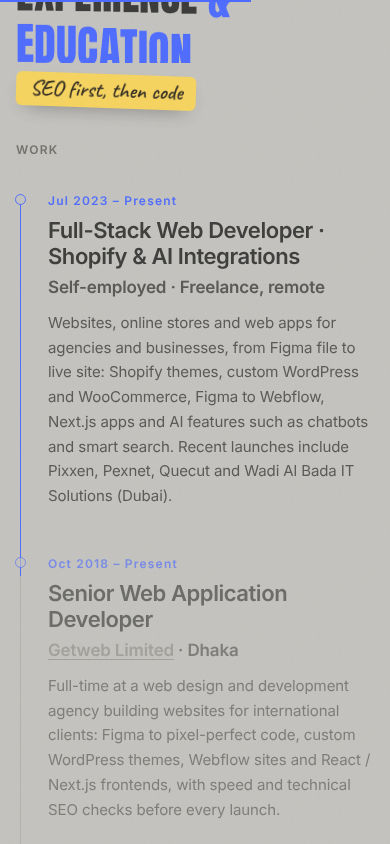 EXPERIENCE &
EDUCATION
SEO first, then code
WORK
Jul 2023 – Present
Full-Stack Web Developer ·
Shopify & AI Integrations
Self-employed · Freelance, remote
Websites, online stores and web apps for
agencies and businesses, from Figma file to
live site: Shopify themes, custom WordPress
and WooCommerce, Figma to Webflow,
Next.js apps and AI features such as chatbots
and smart search. Recent launches include
Pixxen, Pexnet, Quecut and Wadi Al Bada IT
Solutions (Dubai).
Oct 2018 – Present
Senior Web Application
Developer
Getweb Limited · Dhaka
Full-time at a web design and development
agency building websites for international
clients: Figma to pixel-perfect code, custom
WordPress themes, Webflow sites and React /
Next.js frontends, with speed and technical
SEO checks before every launch.